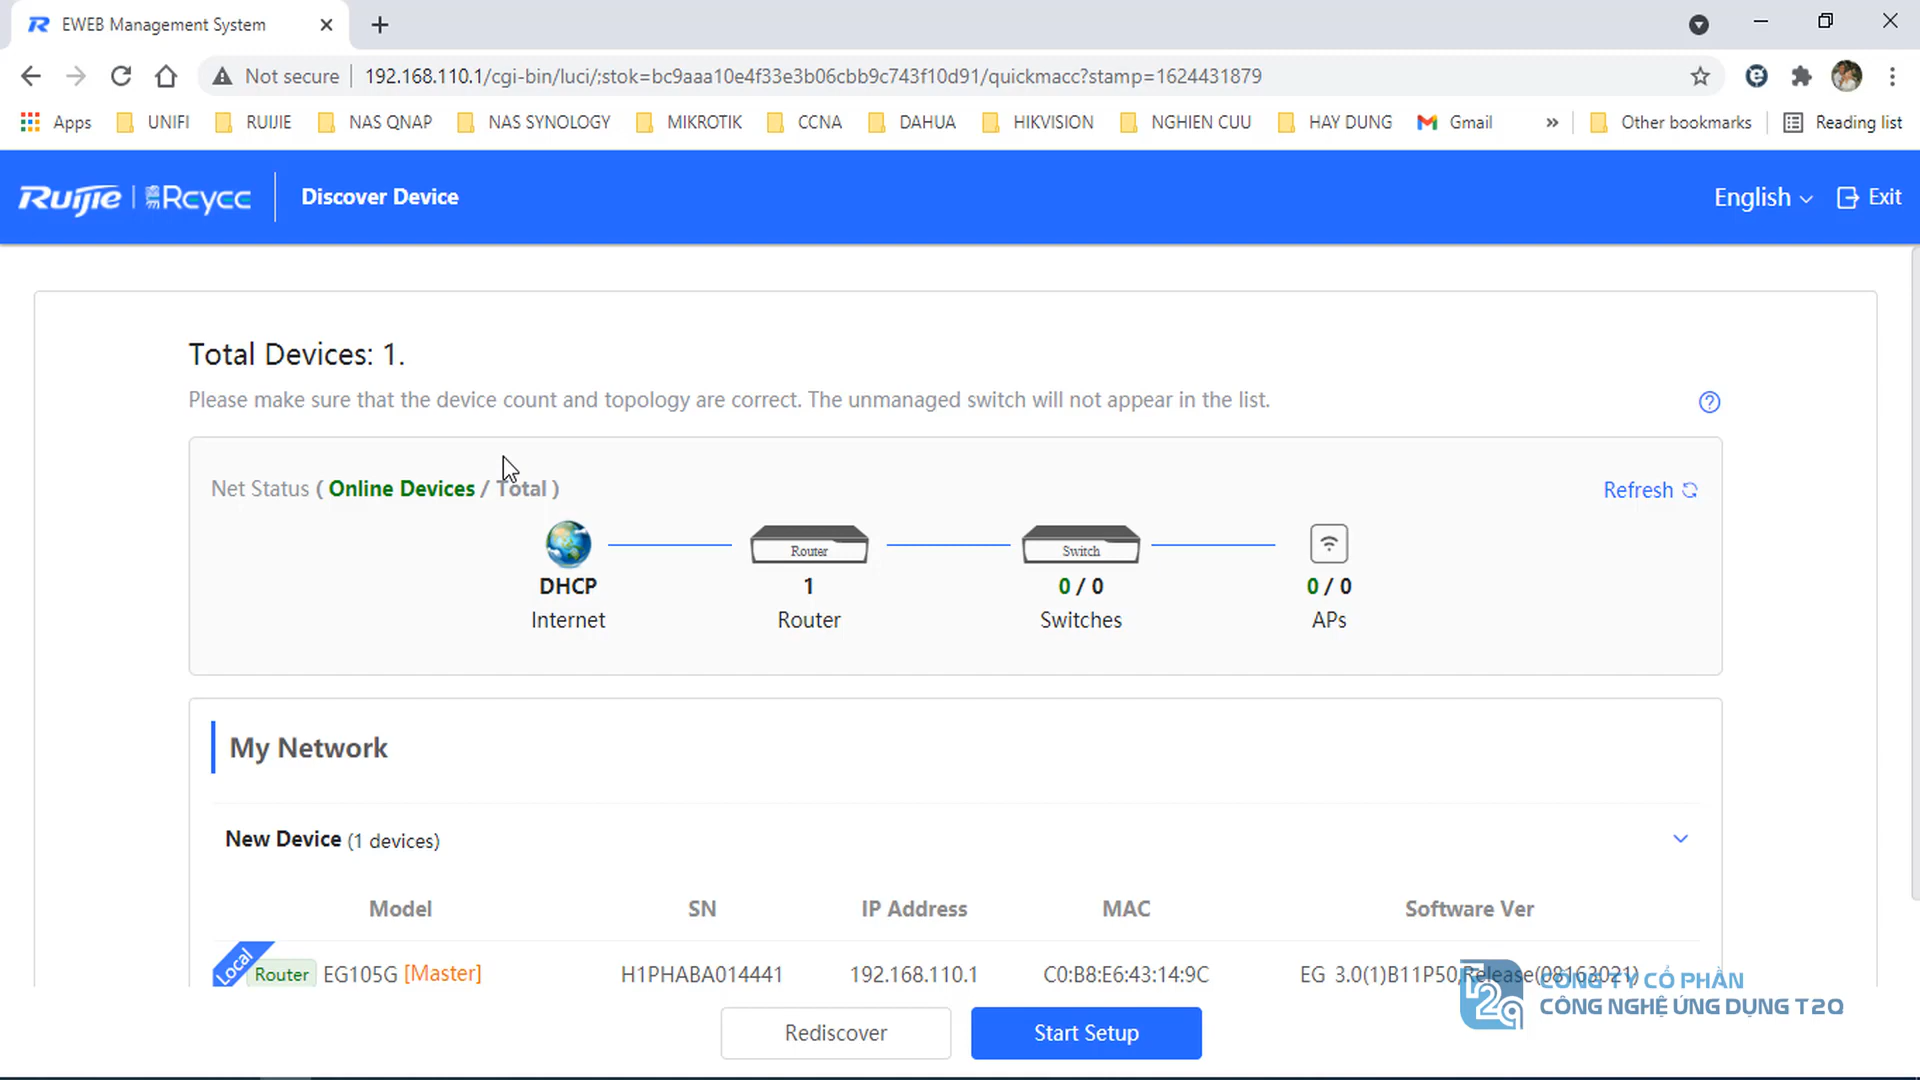 EWEB Management System
Not secure
192.168.110.1/cgi-bin/luci/;stok=bc9aaa10e4f33e3b06cbb9c743f10d91/quickmacc?stamp=1624431879
Apps UNIFI RUIJIE NAS QNAP NAS SYNOLOGY MIKROTIK CCNA DAHUA HIKVISION NGHIEN CUU HAY DUNG Gmail » Other bookmarks Reading list
Ruijie | Reyee Discover Device English Exit
Total Devices: 1.
Please make sure that the device count and topology are correct. The unmanaged switch will not appear in the list.
Net Status ( Online Devices / Total ) Refresh
Router Switch
DHCP 1 0 / 0 0 / 0
Internet Router Switches APs
My Network
New Device (1 devices)
Model SN IP Address MAC Software Ver
Local Router EG105G [Master] H1PHABA014441 192.168.110.1 C0:B8:E6:43:14:9C EG_3.0(1)B11P50,Release(08163021)
CÔNG TY CỔ PHẦN
CÔNG NGHỆ ỨNG DỤNG T2Q
t2q
Rediscover Start Setup